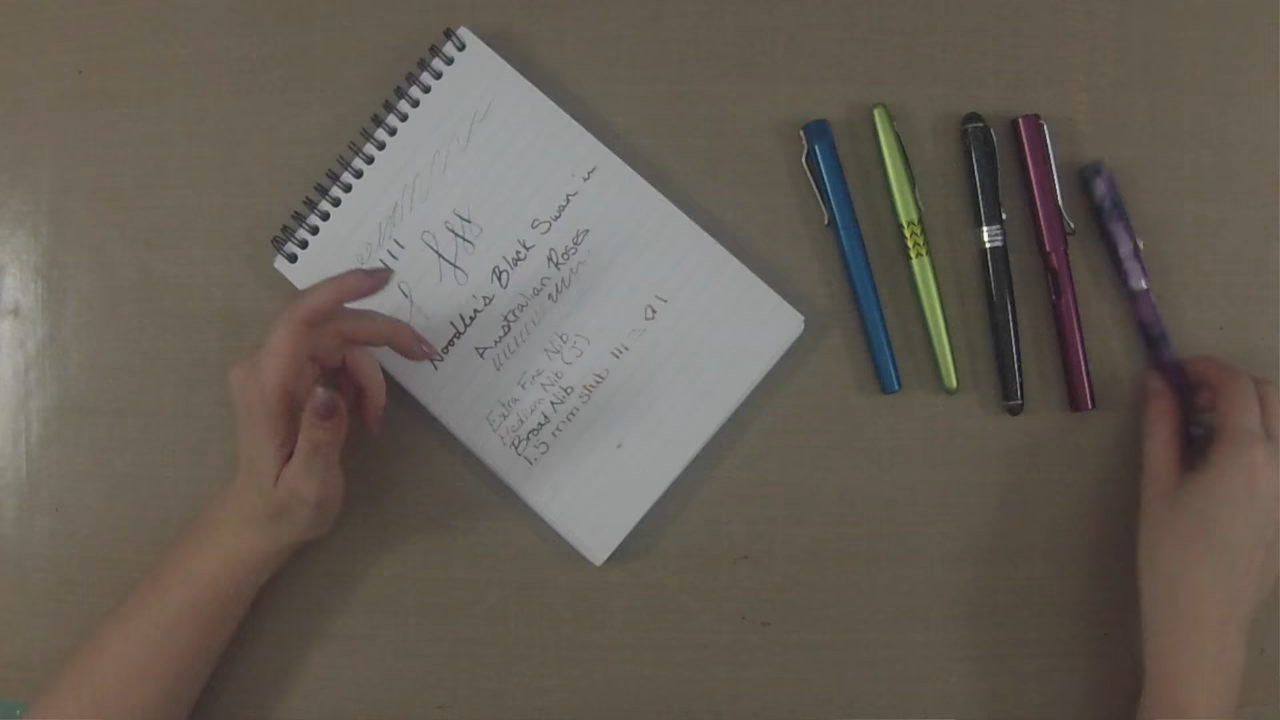 Noodler's Black Swan in
Australian Roses
Extra Fine Nib
Medium Nib (J)
Broad Nib
1.5 mm stub